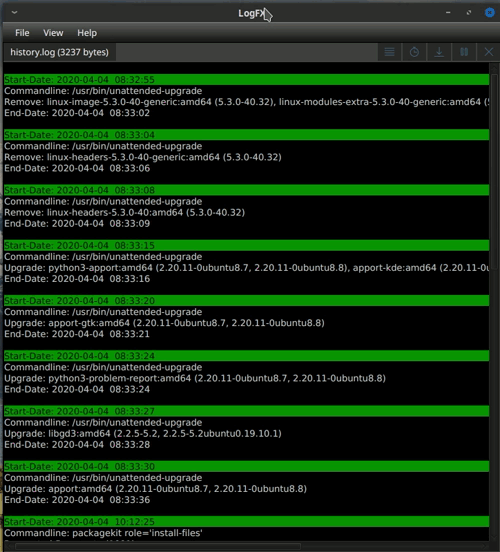 LogFX
File View Help
history.log (3237 bytes)
Start-Date: 2020-04-04 08:32:55
Commandline: /usr/bin/unattended-upgrade
Remove: linux-image-5.3.0-40-generic:amd64 (5.3.0-40.32), linux-modules-extra-5.3.0-40-generic:amd64 (5
End-Date: 2020-04-04 08:33:02
Start-Date: 2020-04-04 08:33:04
Commandline: /usr/bin/unattended-upgrade
Remove: linux-headers-5.3.0-40-generic:amd64 (5.3.0-40.32)
End-Date: 2020-04-04 08:33:06
Start-Date: 2020-04-04 08:33:08
Commandline: /usr/bin/unattended-upgrade
Remove: linux-headers-5.3.0-40:amd64 (5.3.0-40.32)
End-Date: 2020-04-04 08:33:09
Start-Date: 2020-04-04 08:33:15
Commandline: /usr/bin/unattended-upgrade
Upgrade: python3-apport:amd64 (2.20.11-0ubuntu8.7, 2.20.11-0ubuntu8.8), apport-kde:amd64 (2.20.11-0u
End-Date: 2020-04-04 08:33:16
Start-Date: 2020-04-04 08:33:20
Commandline: /usr/bin/unattended-upgrade
Upgrade: apport-gtk:amd64 (2.20.11-0ubuntu8.7, 2.20.11-0ubuntu8.8)
End-Date: 2020-04-04 08:33:21
Start-Date: 2020-04-04 08:33:24
Commandline: /usr/bin/unattended-upgrade
Upgrade: python3-problem-report:amd64 (2.20.11-0ubuntu8.7, 2.20.11-0ubuntu8.8)
End-Date: 2020-04-04 08:33:24
Start-Date: 2020-04-04 08:33:27
Commandline: /usr/bin/unattended-upgrade
Upgrade: libgd3:amd64 (2.2.5-5.2, 2.2.5-5.2ubuntu0.19.10.1)
End-Date: 2020-04-04 08:33:28
Start-Date: 2020-04-04 08:33:30
Commandline: /usr/bin/unattended-upgrade
Upgrade: apport:amd64 (2.20.11-0ubuntu8.7, 2.20.11-0ubuntu8.8)
End-Date: 2020-04-04 08:33:36
Start-Date: 2020-04-04 10:12:25
Commandline: packagekit role='install-files'